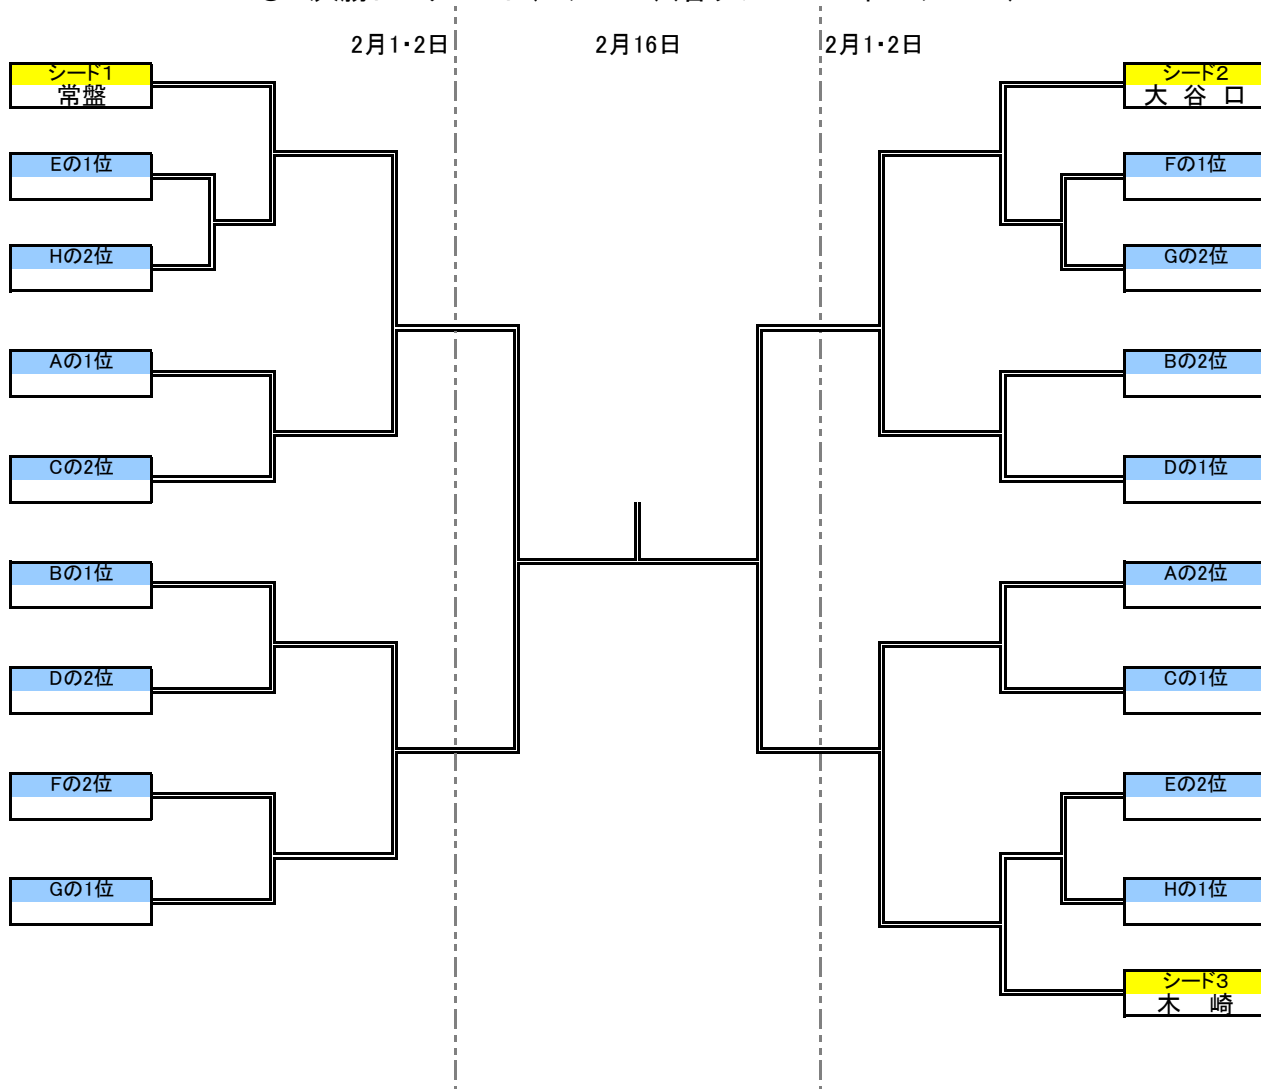 2月1・2日
2月16日
2月1・2日
シード1
常盤
Eの1位
Hの2位
Aの1位
Cの2位
Bの1位
Dの2位
Fの2位
Gの1位
シード2
大 谷 口
Fの1位
Gの2位
Bの2位
Dの1位
Aの2位
Cの1位
Eの2位
Hの1位
シード3
木 崎